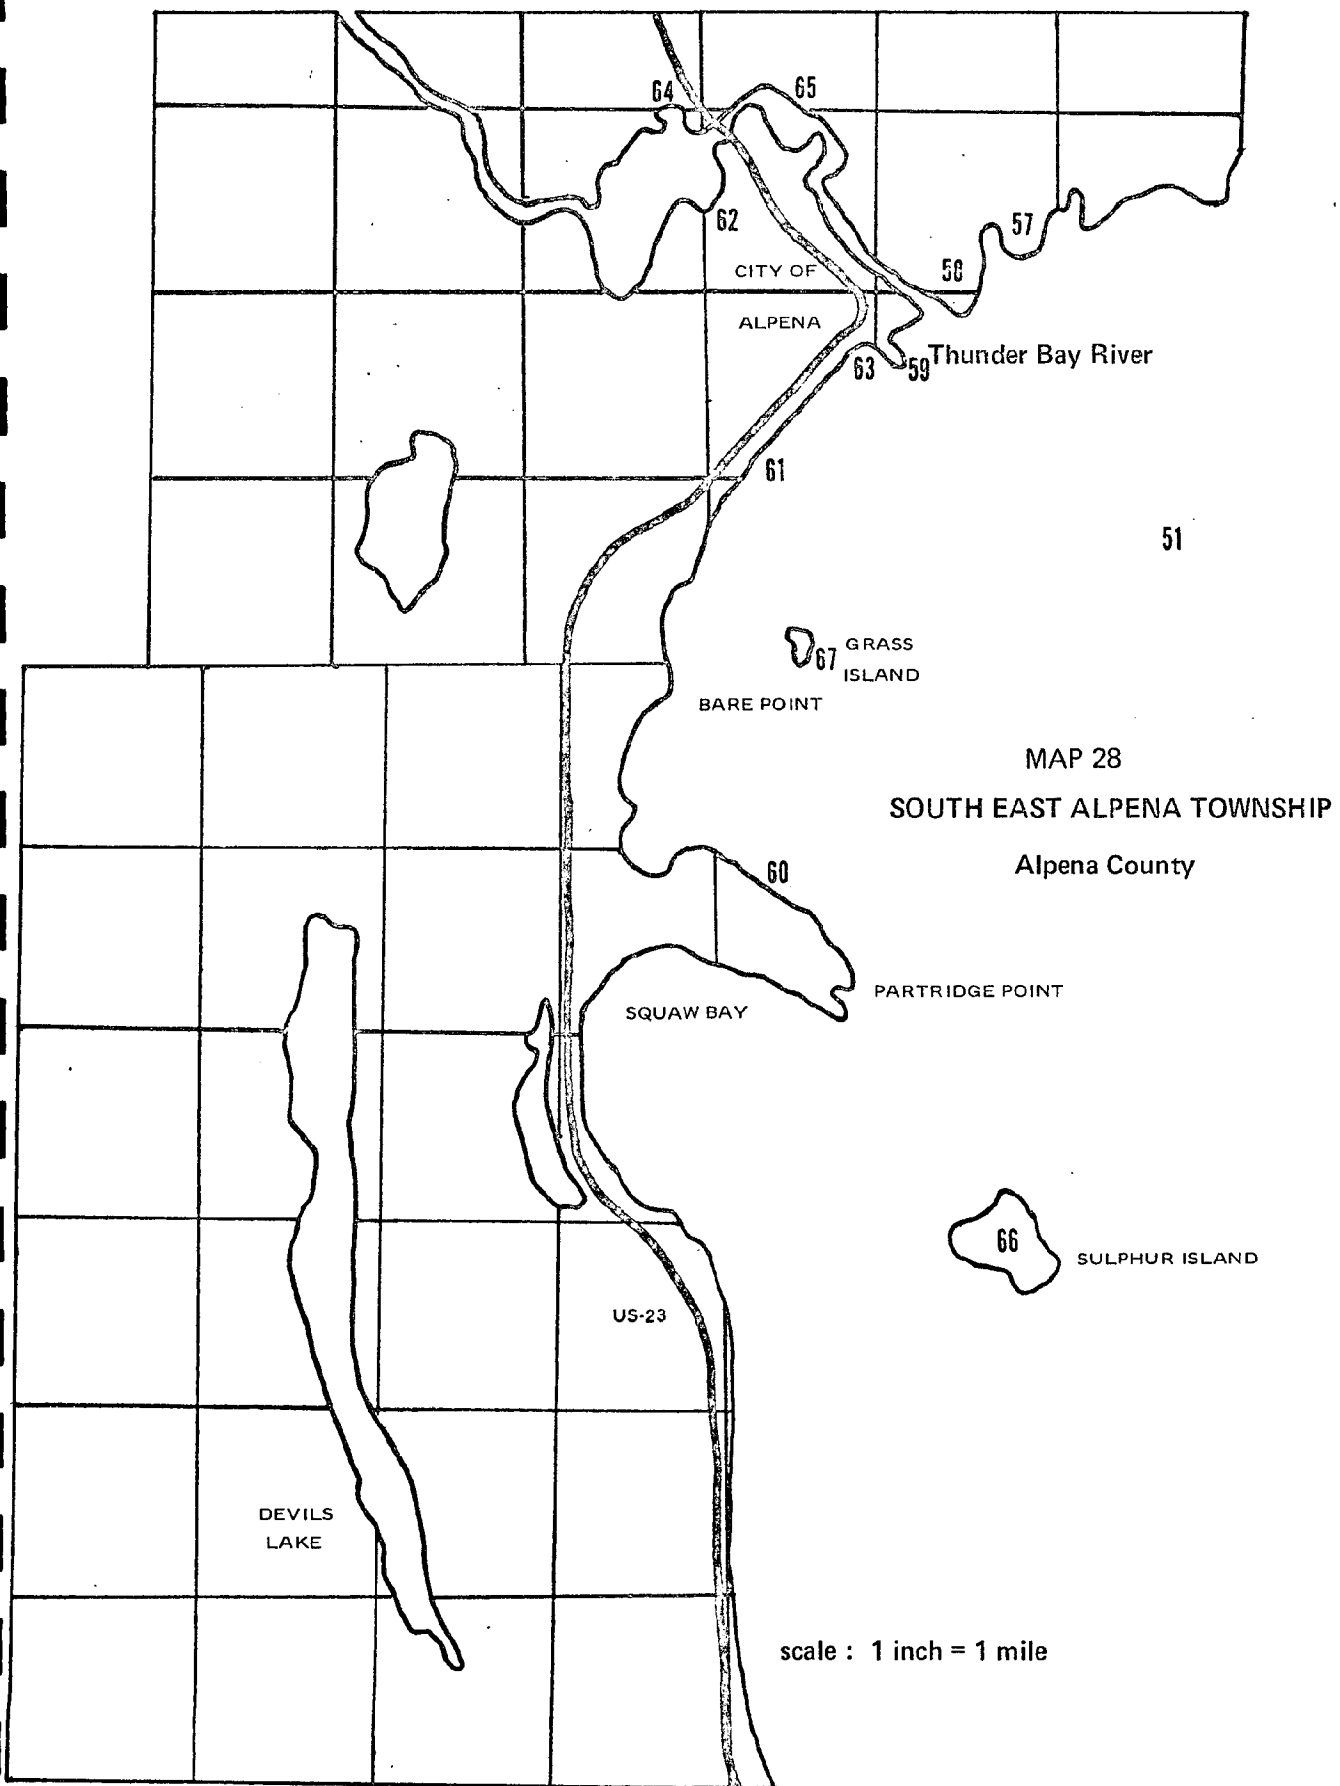 64
65
62
57
58
CITY OF
ALPENA
Thunder Bay River
63
59
61
51
67
GRASS
ISLAND
BARE POINT
MAP 28
SOUTH EAST ALPENA TOWNSHIP
Alpena County
60
PARTRIDGE POINT
SQUAW BAY
66
SULPHUR ISLAND
US-23
DEVILS
LAKE
scale : 1 inch = 1 mile